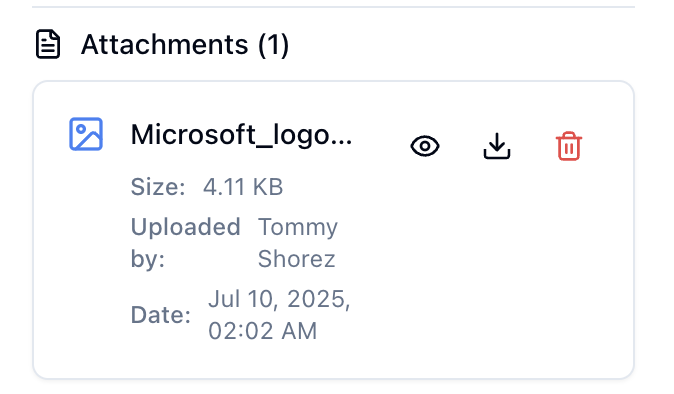 Attachments (1)
Microsoft_logo...
Size: 4.11 KB
Uploaded by: Tommy Shorez
Date: Jul 10, 2025, 02:02 AM